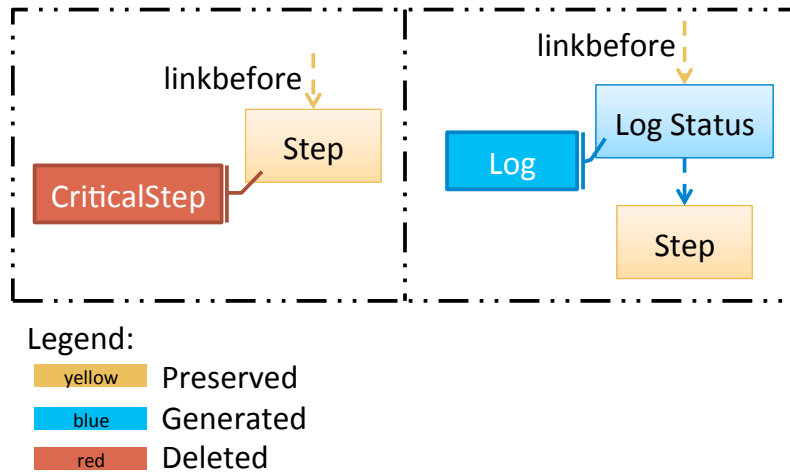 linkbefore
Step
CriticalStep
linkbefore
Log Status
Log
Step
Legend:
yellow Preserved
blue Generated
red Deleted